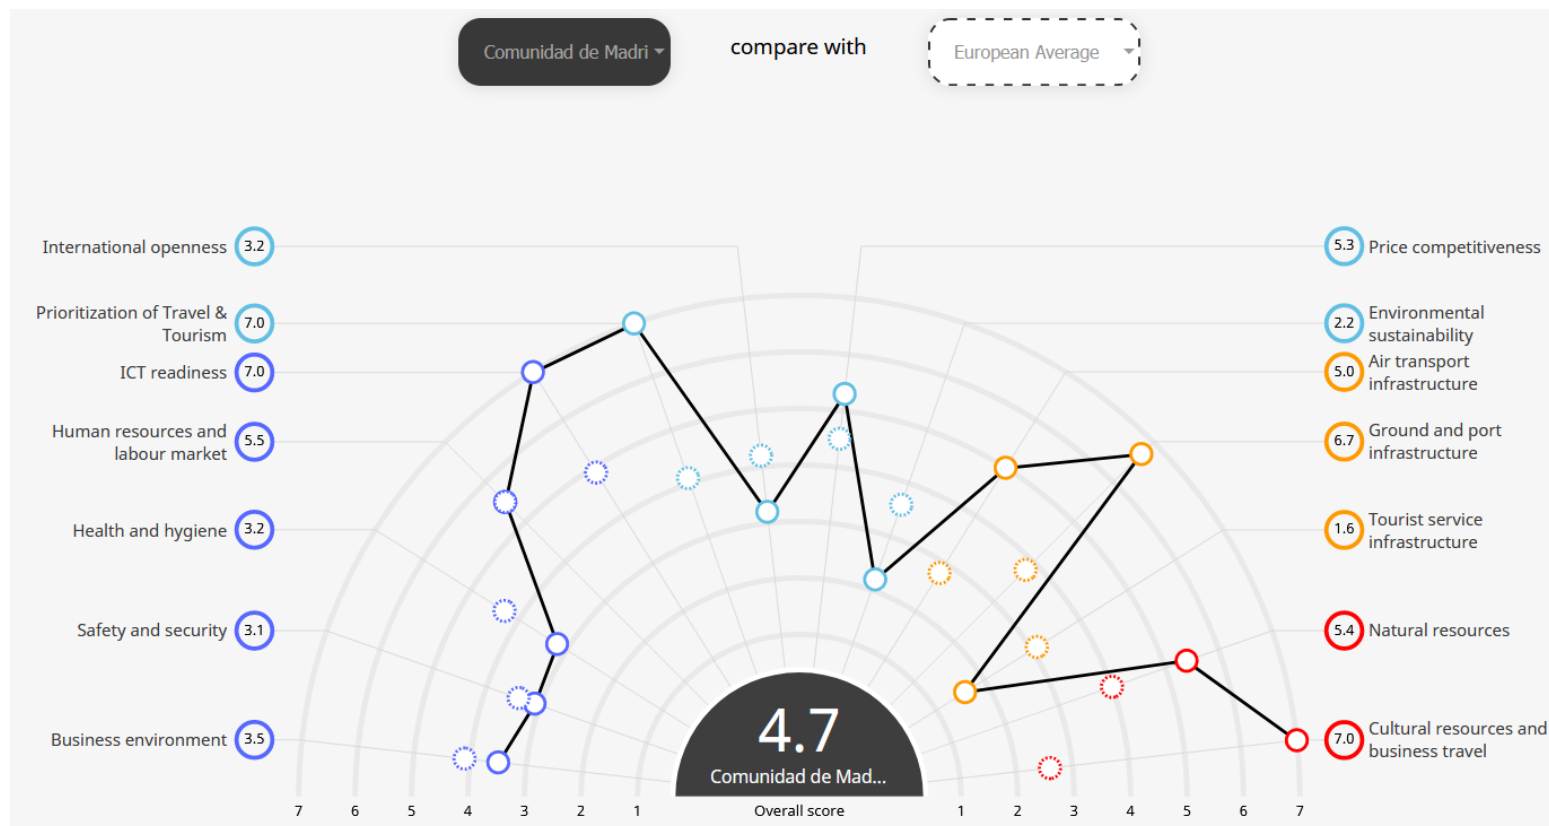 Comunidad de Madri
compare with
European Average
International openness 3.2
Prioritization of Travel &
Tourism
7.0
ICT readiness 7.0
Human resources and
labour market
5.5
Health and hygiene 3.2
Safety and security 3.1
Business environment 3.5
5.3 Price competitiveness
2.2
Environmental
sustainability
5.0
Air transport
infrastructure
6.7
Ground and port
infrastructure
1.6
Tourist service
infrastructure
5.4 Natural resources
7.0
Cultural resources and
business travel
4.7
Comunidad de Mad...
7 6 5 4 3 2 1 Overall score 1 2 3 4 5 6 7